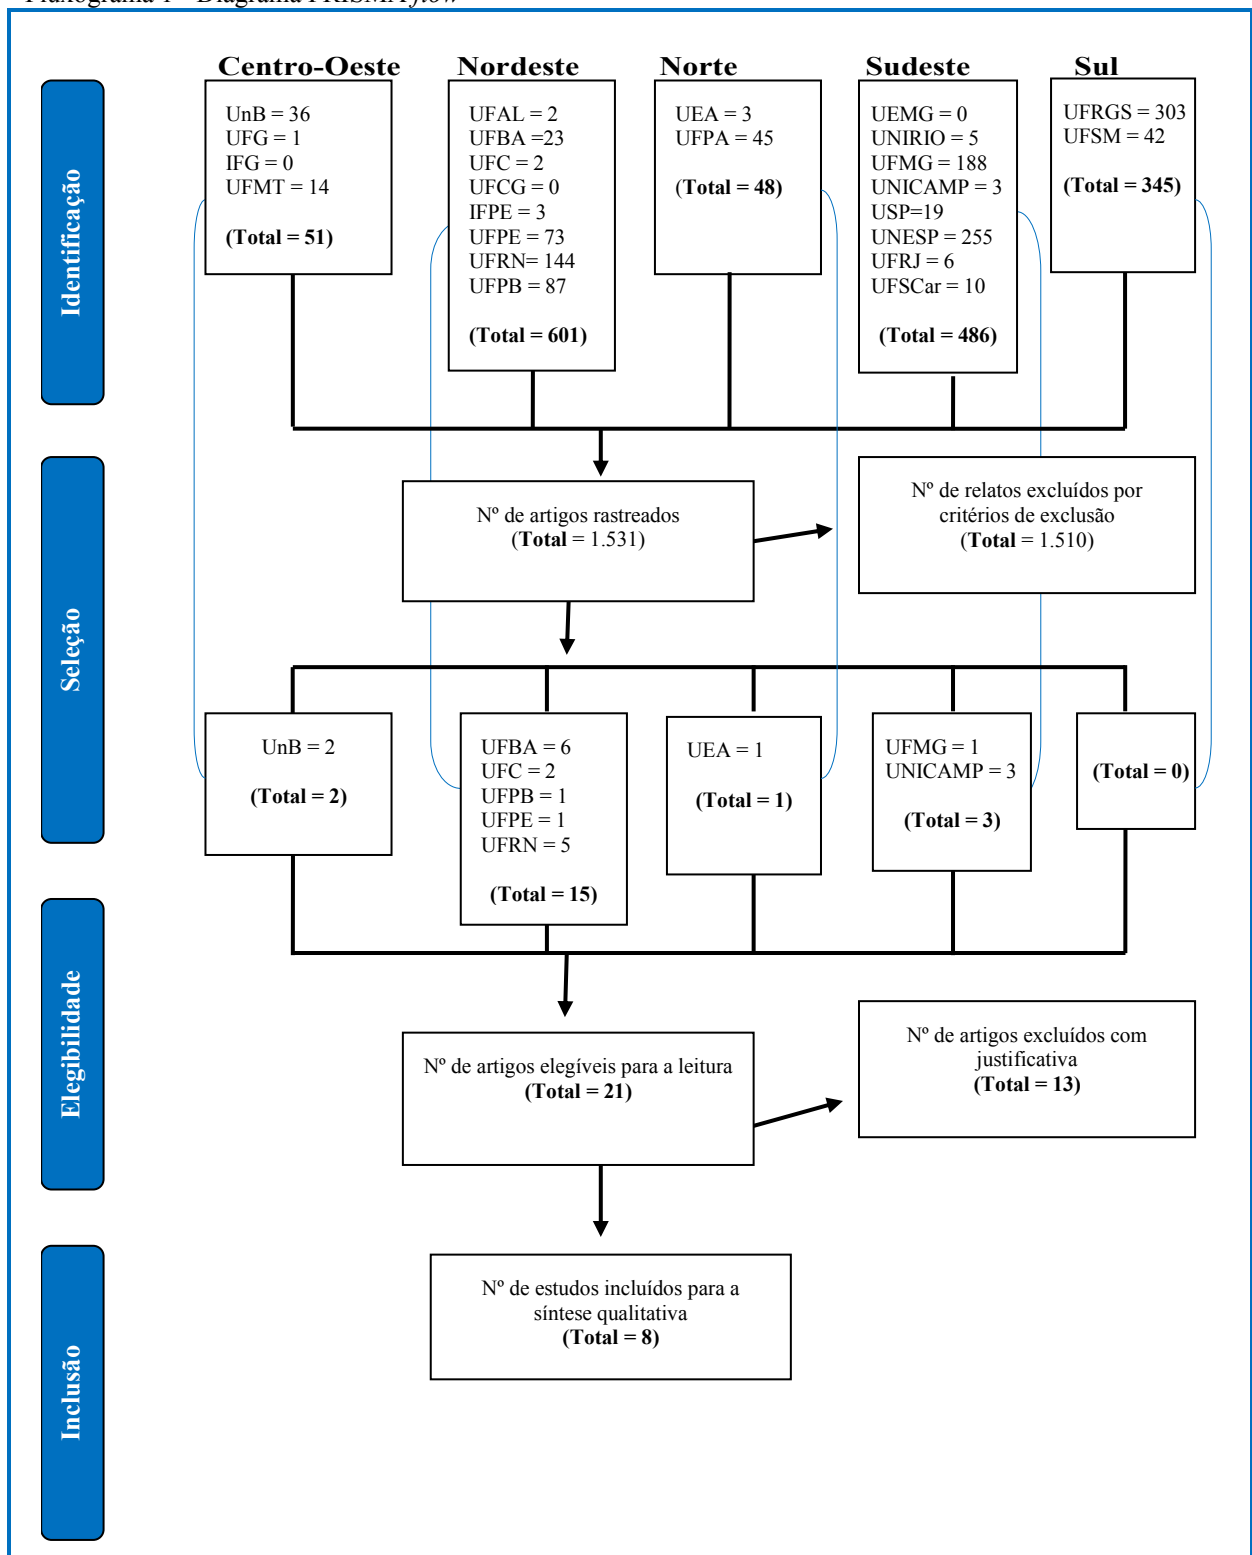 Fluxograma 1 – Diagrama PRISMA flow
Centro-Oeste
Nordeste
Norte
Sudeste
Sul
Identificação
UnB = 36
UFG = 1
IFG = 0
UFMT = 14
(Total = 51)
UFAL = 2
UFBA =23
UFC = 2
UFCG = 0
IFPE = 3
UFPE = 73
UFRN= 144
UFPB = 87
(Total = 601)
UEA = 3
UFPA = 45
(Total = 48)
UEMG = 0
UNIRIO = 5
UFMG = 188
UNICAMP = 3
USP=19
UNESP = 255
UFRJ = 6
UFSCar = 10
(Total = 486)
UFRGS = 303
UFSM = 42
(Total = 345)
Seleção
Nº de artigos rastreados
(Total = 1.531)
Nº de relatos excluídos por
critérios de exclusão
(Total = 1.510)
UnB = 2
(Total = 2)
UFBA = 6
UFC = 2
UFPB = 1
UFPE = 1
UFRN = 5
(Total = 15)
UEA = 1
(Total = 1)
UFMG = 1
UNICAMP = 3
(Total = 3)
(Total = 0)
Elegibilidade
Nº de artigos elegíveis para a leitura
(Total = 21)
Nº de artigos excluídos com
justificativa
(Total = 13)
Inclusão
Nº de estudos incluídos para a
síntese qualitativa
(Total = 8)